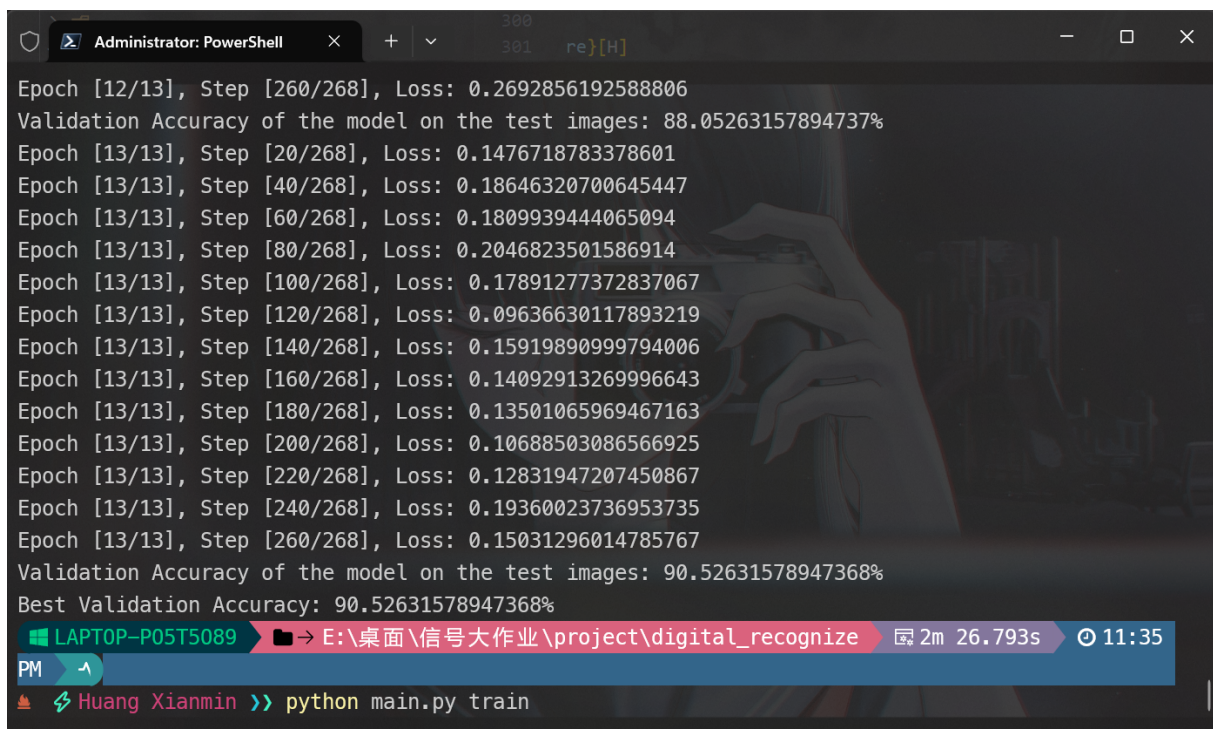 300
Administrator: PowerShell
301 re}[H]
Epoch [12/13], Step [260/268], Loss: 0.2692856192588806
Validation Accuracy of the model on the test images: 88.05263157894737%
Epoch [13/13], Step [20/268], Loss: 0.1476718783378601
Epoch [13/13], Step [40/268], Loss: 0.18646320700645447
Epoch [13/13], Step [60/268], Loss: 0.1809939444065094
Epoch [13/13], Step [80/268], Loss: 0.2046823501586914
Epoch [13/13], Step [100/268], Loss: 0.17891277372837067
Epoch [13/13], Step [120/268], Loss: 0.09636630117893219
Epoch [13/13], Step [140/268], Loss: 0.15919890999794006
Epoch [13/13], Step [160/268], Loss: 0.14092913269996643
Epoch [13/13], Step [180/268], Loss: 0.13501065969467163
Epoch [13/13], Step [200/268], Loss: 0.10688503086566925
Epoch [13/13], Step [220/268], Loss: 0.12831947207450867
Epoch [13/13], Step [240/268], Loss: 0.19360023736953735
Epoch [13/13], Step [260/268], Loss: 0.15031296014785767
Validation Accuracy of the model on the test images: 90.52631578947368%
Best Validation Accuracy: 90.52631578947368%
LAPTOP-PO5T5O89 → E:\桌面\信号大作业\project\digital_recognize 2m 26.793s 11:35
PM
Huang Xianmin ❯❯ python main.py train